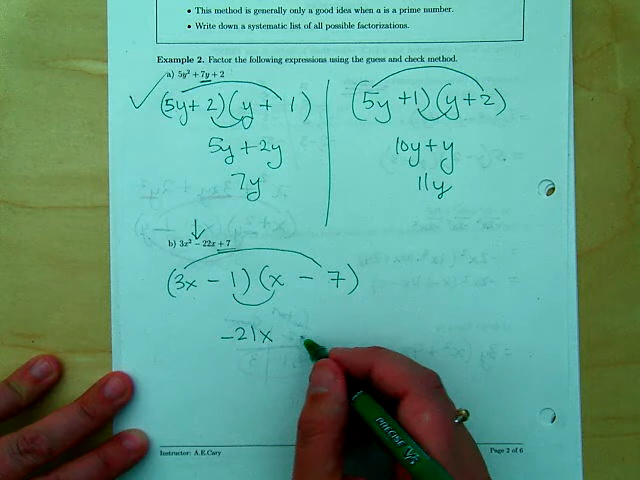 • This method is generally only a good idea when a is a prime number.
• Write down a systematic list of all possible factorizations.
Example 2. Factor the following expressions using the guess and check method.
a) 5y² + 7y + 2
(5y+2)(y+1)
5y+2y
7y
(5y+1)(y+2)
10y+y
11y
b) 3x² − 22x + 7
(3x − 1)(x − 7)
−21x
Instructor: A.E.Cary
Page 2 of 6
PRECISE V5